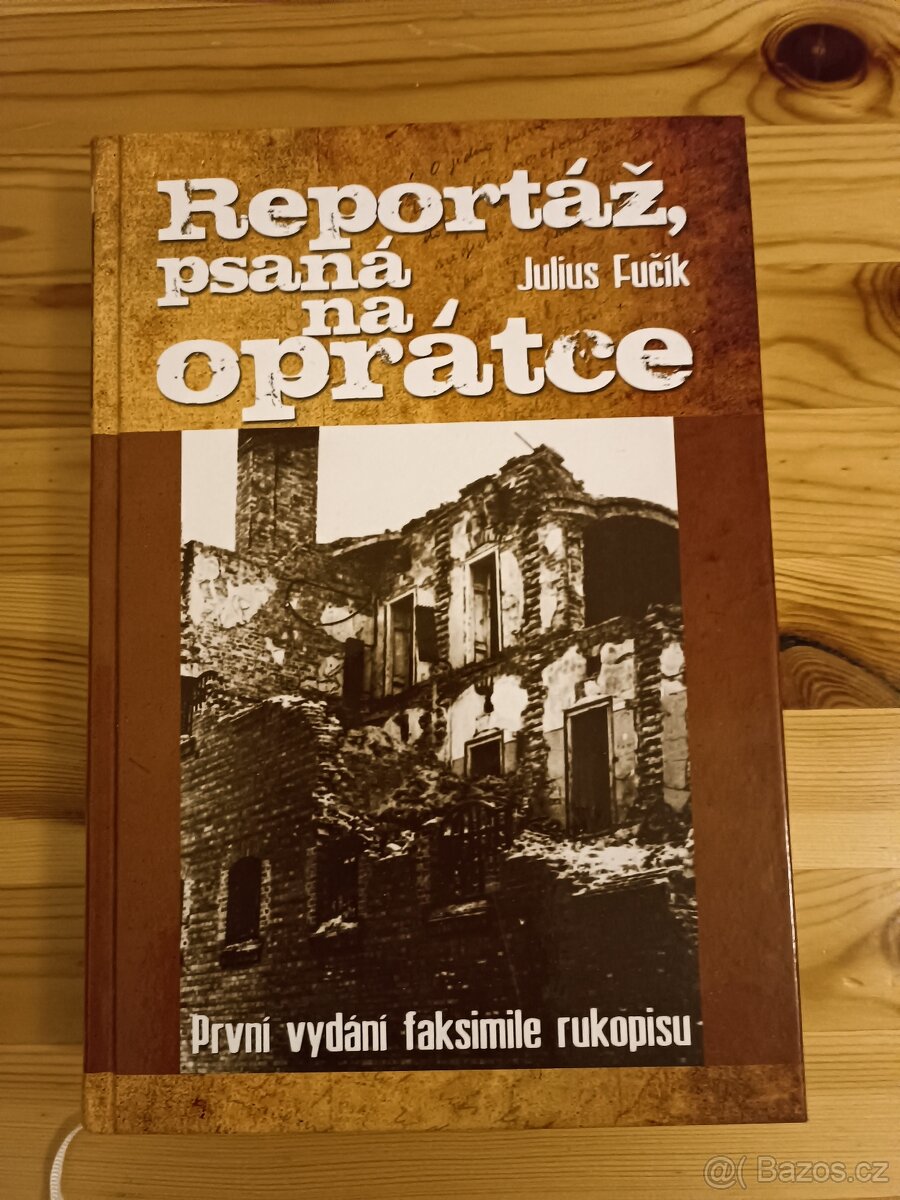 Reportáž,
psaná
Julius Fučík
na
oprátce
První vydání faksimile rukopisu
@( Bazos.cz